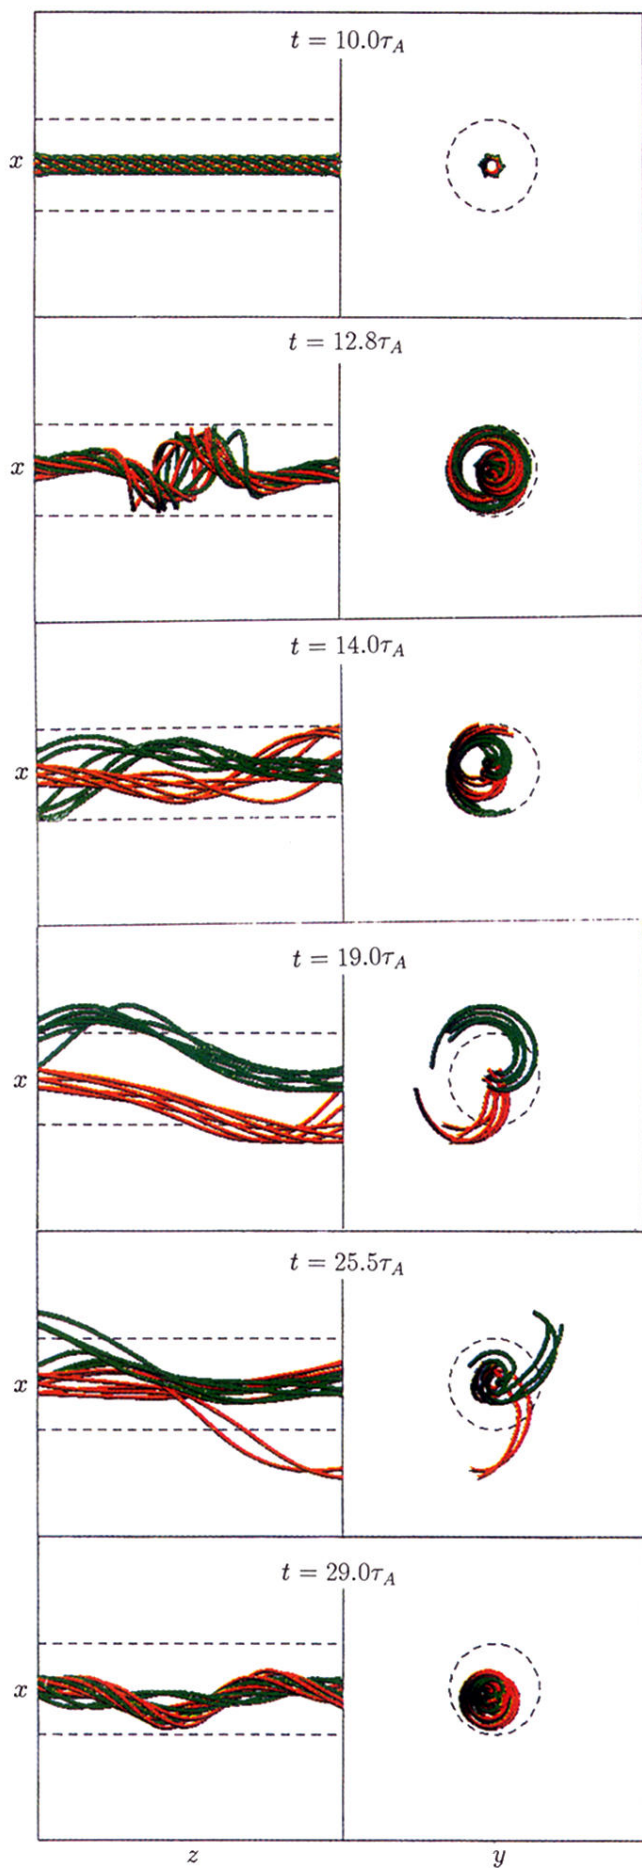 t = 10.0τ_A
x
t = 12.8τ_A
x
t = 14.0τ_A
x
t = 19.0τ_A
x
t = 25.5τ_A
x
t = 29.0τ_A
x
z y